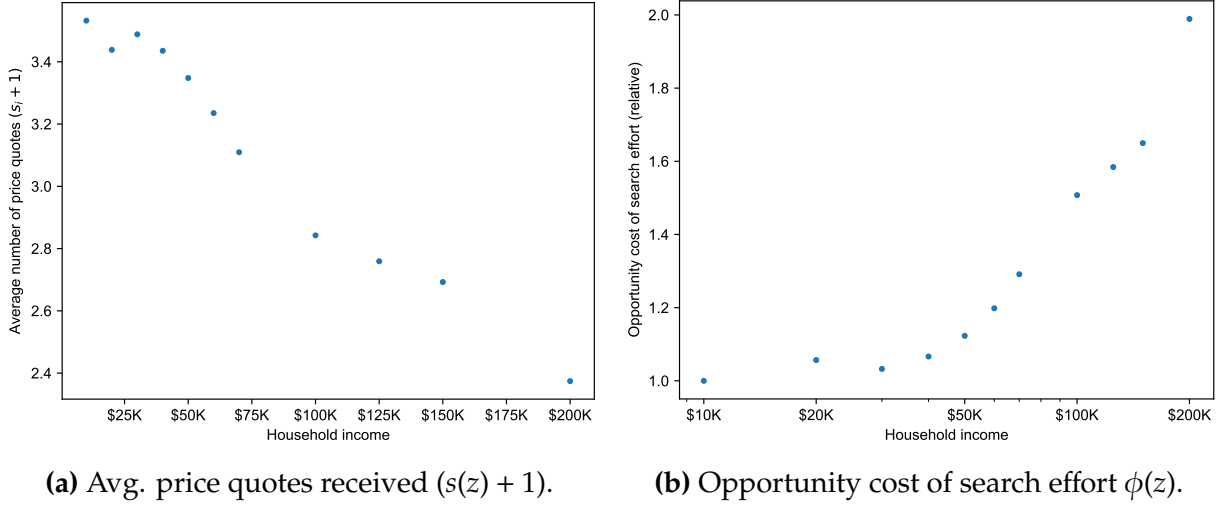 Average number of price quotes (sᵢ + 1)
3.4
3.2
3.0
2.8
2.6
2.4
$25K $50K $75K $100K $125K $150K $175K $200K
Household income
(a) Avg. price quotes received (s(z) + 1).
Opportunity cost of search effort (relative)
2.0
1.8
1.6
1.4
1.2
1.0
$10K $20K $50K $100K $200K
Household income
(b) Opportunity cost of search effort ϕ(z).